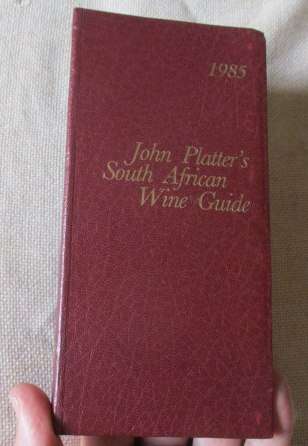 1985
John Platter's
South African
Wine Guide